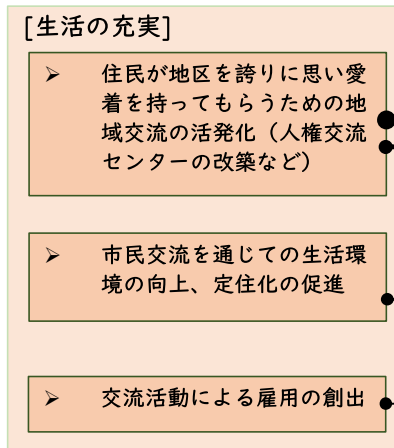 [生活の充実]
➢ 住民が地区を誇りに思い愛
着を持ってもらうための地
域交流の活発化（人権交流
センターの改築など）
➢ 市民交流を通じての生活環
境の向上、定住化の促進
➢ 交流活動による雇用の創出